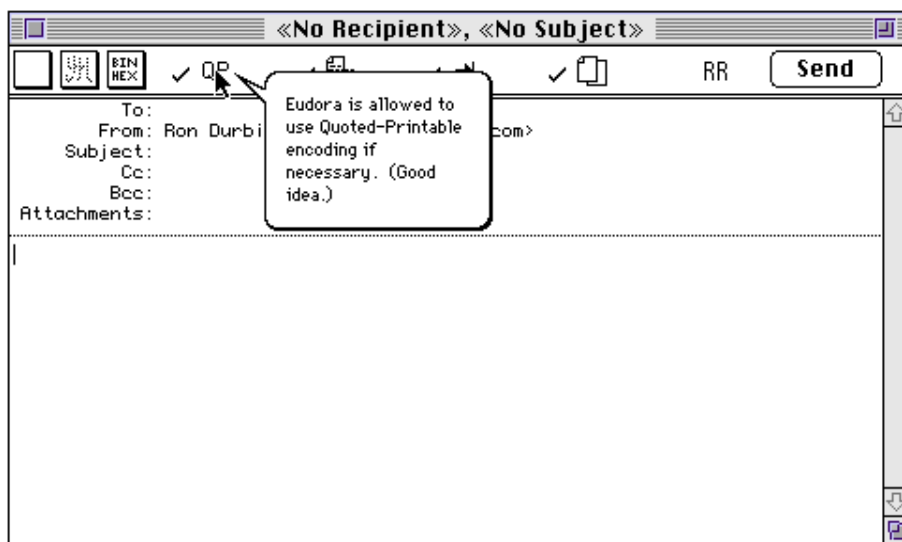 «No Recipient», «No Subject»
BIN
HEX
QP
RR
Send
To:
From: Ron Durbi com>
Subject:
Cc:
Bcc:
Attachments:
Eudora is allowed to
use Quoted-Printable
encoding if
necessary. (Good
idea.)